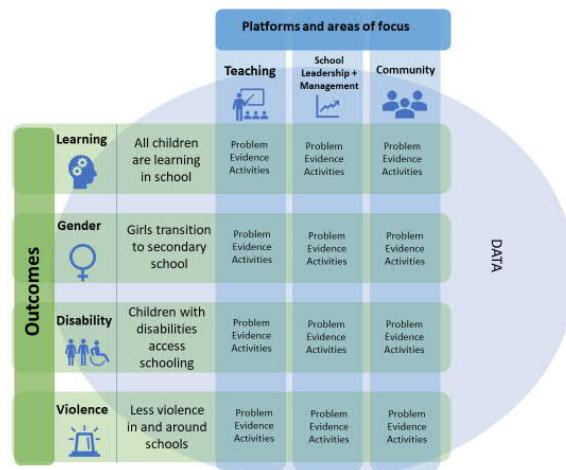 Platforms and areas of focus
Teaching
School
Leadership +
Management
Community
Outcomes
Learning
All children
are learning
in school
Problem
Evidence
Activities
Problem
Evidence
Activities
Problem
Evidence
Activities
Gender
Girls transition
to secondary
school
Problem
Evidence
Activities
Problem
Evidence
Activities
Problem
Evidence
Activities
DATA
Disability
Children with
disabilities
access
schooling
Problem
Evidence
Activities
Problem
Evidence
Activities
Problem
Evidence
Activities
Violence
Less violence
in and around
schools
Problem
Evidence
Activities
Problem
Evidence
Activities
Problem
Evidence
Activities